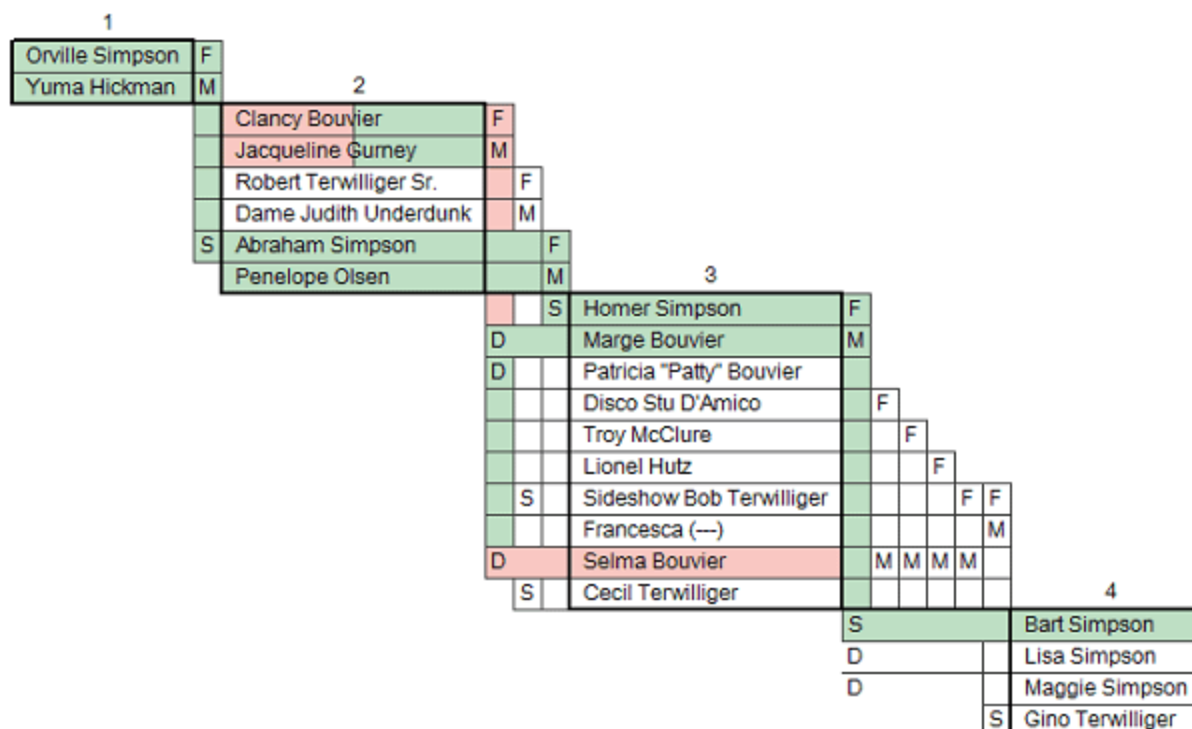 1
Orville Simpson F
Yuma Hickman M
2
Clancy Bouvier F
Jacqueline Gurney M
Robert Terwilliger Sr. F
Dame Judith Underdunk M
S Abraham Simpson F
Penelope Olsen M
3
S Homer Simpson F
D Marge Bouvier M
D Patricia "Patty" Bouvier
Disco Stu D'Amico F
Troy McClure F
Lionel Hutz F
S Sideshow Bob Terwilliger F F
Francesca (---) M
D Selma Bouvier M M M M
S Cecil Terwilliger
4
S Bart Simpson
D Lisa Simpson
D Maggie Simpson
S Gino Terwilliger